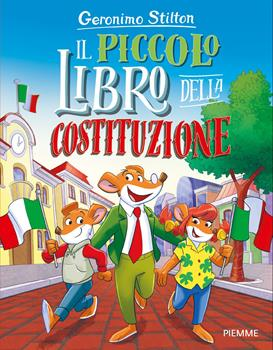 Geronimo Stilton
IL PICCOLO
LIBRO DELLA
COSTITUZIONE
PIEMME